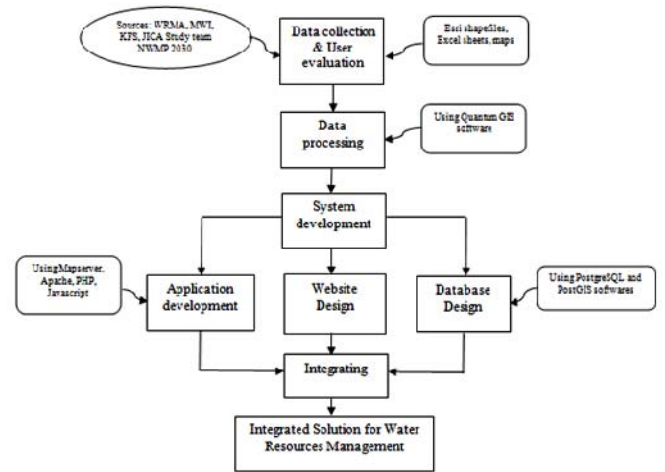 Sources: WRMA, MWI,
KFS, JICA Study team
NWMP 2030
Data collection
& User
evaluation
Esri shapefiles,
Excel sheets, maps
Data
processing
Using Quantum GIS
software
System
development
Using Mapserver,
Apache, PHP,
Javascript
Application
development
Website
Design
Database
Design
Using PostgreSQL and
PostGIS softwares
Integrating
Integrated Solution for Water
Resources Management